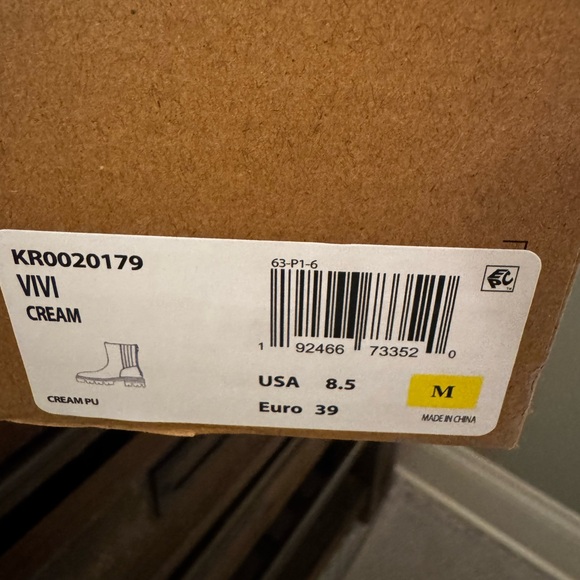 KR0020179
VIVI
CREAM
CREAM PU
63-P1-6
1 92466 73352 0
USA 8.5
Euro 39
M
MADE IN CHINA
EPC